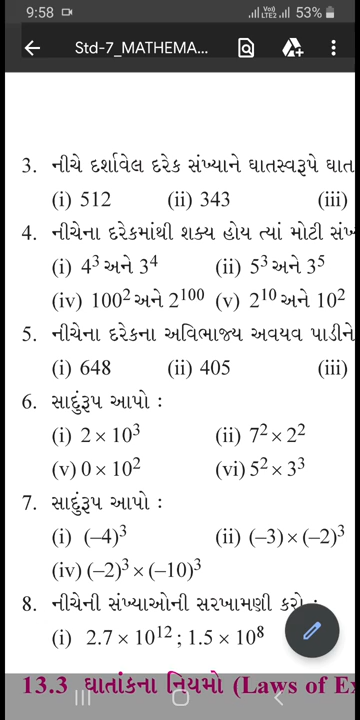 9:58 Vo)) LTE2 53%
Std-7_MATHEMA...
3. નીચે દર્શાવેલ દરેક સંખ્યાને ઘાતસ્વરૂપે ઘાત
(i) 512 (ii) 343 (iii)
4. નીચેના દરેકમાંથી શક્ય હોય ત્યાં મોટી સંખ
(i) 4³ અને 3⁴ (ii) 5³ અને 3⁵
(iv) 100² અને 2¹⁰⁰ (v) 2¹⁰ અને 10²
5. નીચેના દરેકના અવિભાજ્ય અવયવ પાડીને
(i) 648 (ii) 405 (iii)
6. સાદુંરૂપ આપો :
(i) 2 × 10³ (ii) 7² × 2²
(v) 0 × 10² (vi) 5² × 3³
7. સાદુંરૂપ આપો :
(i) (–4)³ (ii) (–3) × (–2)³
(iv) (–2)³ × (–10)³
8. નીચેની સંખ્યાઓની સરખામણી કરો :
(i) 2.7 × 10¹² ; 1.5 × 10⁸
13.3 ઘાતાંકના નિયમો (Laws of Ex